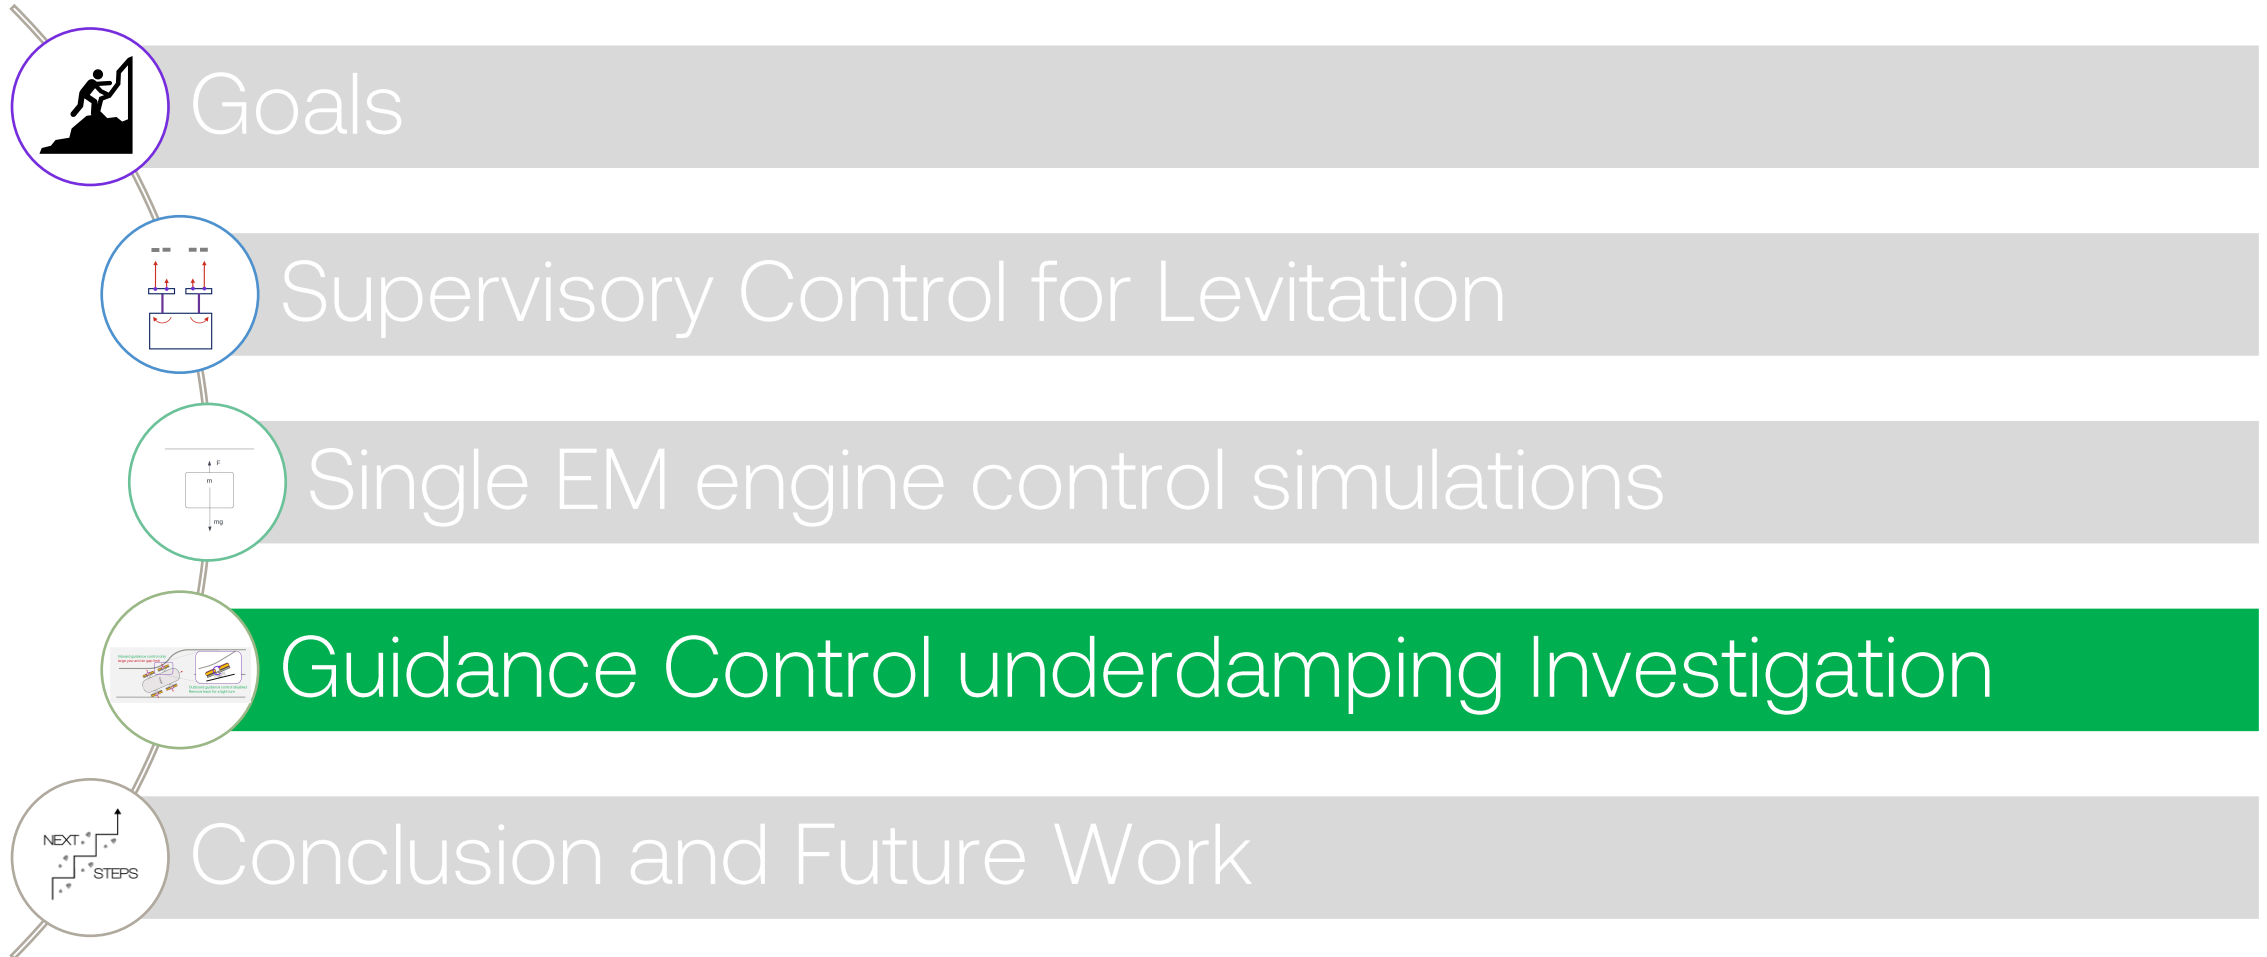 Goals
Supervisory Control for Levitation
F
m
mg
Single EM engine control simulations
Guidance Control underdamping Investigation
NEXT
STEPS
Conclusion and Future Work